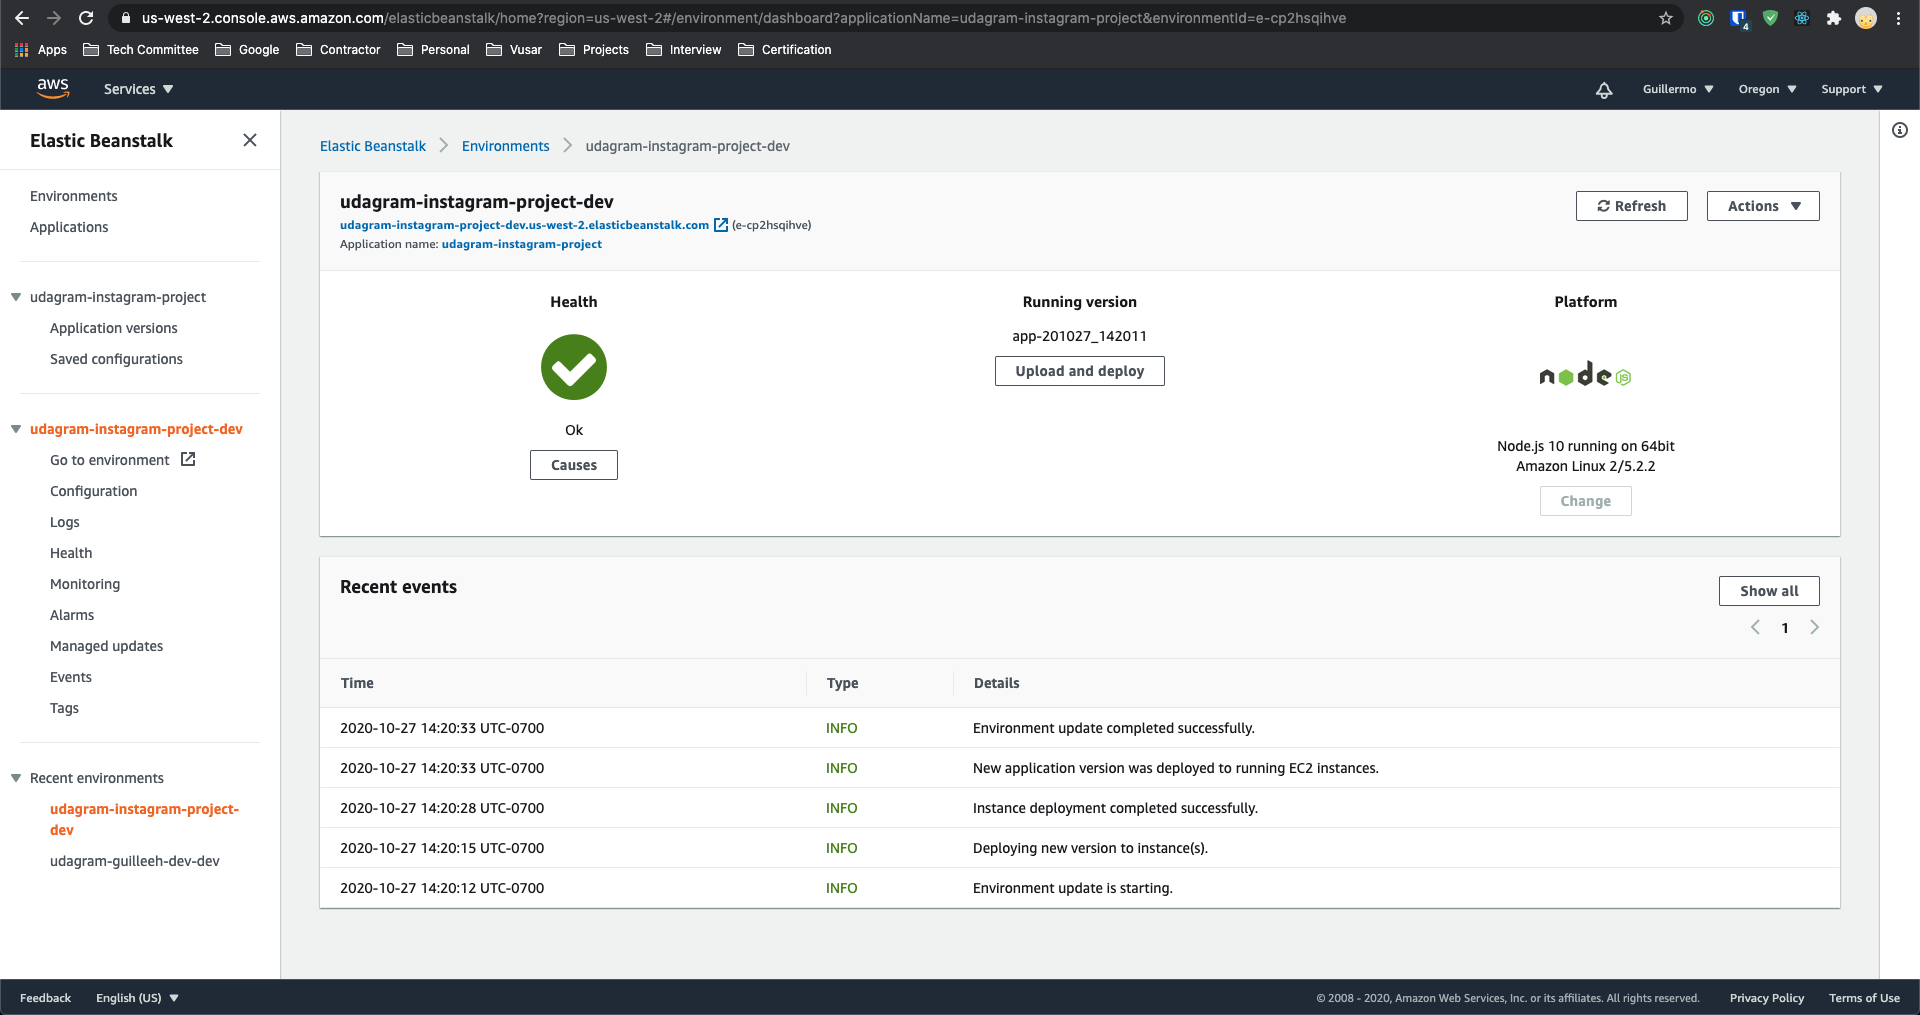 us-west-2.console.aws.amazon.com/elasticbeanstalk/home?region=us-west-2#/environment/dashboard?applicationName=udagram-instagram-project&environmentId=e-cp2hsqihve
4
Apps Tech Committee Google Contractor Personal Vusar Projects Interview Certification
aws Services Guillermo Oregon Support
Elastic Beanstalk
Environments
Applications
udagram-instagram-project
Application versions
Saved configurations
udagram-instagram-project-dev
Go to environment
Configuration
Logs
Health
Monitoring
Alarms
Managed updates
Events
Tags
Recent environments
udagram-instagram-project-
dev
udagram-guilleeh-dev-dev
Elastic Beanstalk Environments udagram-instagram-project-dev
udagram-instagram-project-dev
udagram-instagram-project-dev.us-west-2.elasticbeanstalk.com (e-cp2hsqihve)
Application name: udagram-instagram-project
Refresh Actions
Health
Ok
Causes
Running version
app-201027_142011
Upload and deploy
Platform
node JS
Node.js 10 running on 64bit
Amazon Linux 2/5.2.2
Change
Recent events
Show all
1
Time Type Details
2020-10-27 14:20:33 UTC-0700 INFO Environment update completed successfully.
2020-10-27 14:20:33 UTC-0700 INFO New application version was deployed to running EC2 instances.
2020-10-27 14:20:28 UTC-0700 INFO Instance deployment completed successfully.
2020-10-27 14:20:15 UTC-0700 INFO Deploying new version to instance(s).
2020-10-27 14:20:12 UTC-0700 INFO Environment update is starting.
Feedback English (US) © 2008 - 2020, Amazon Web Services, Inc. or its affiliates. All rights reserved. Privacy Policy Terms of Use